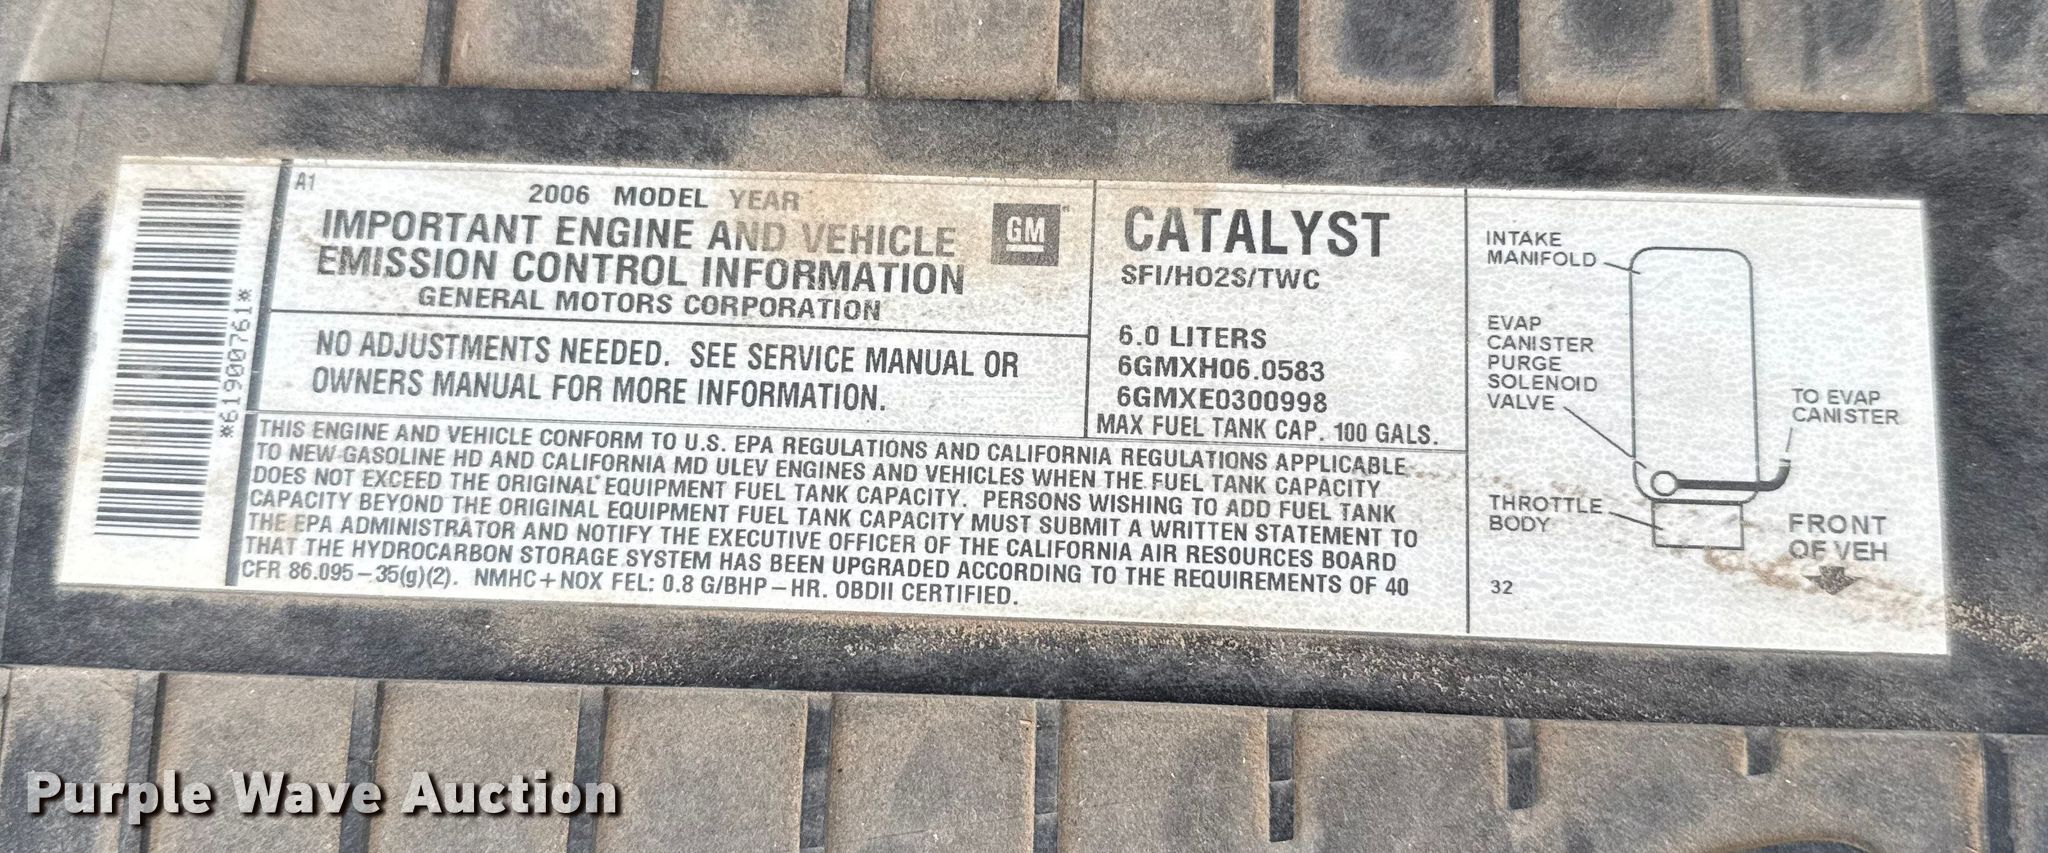 *619000761*
A1
2006 MODEL YEAR
IMPORTANT ENGINE AND VEHICLE
EMISSION CONTROL INFORMATION
GENERAL MOTORS CORPORATION
GM
NO ADJUSTMENTS NEEDED. SEE SERVICE MANUAL OR
OWNERS MANUAL FOR MORE INFORMATION.
CATALYST
SFI/HO2S/TWC
6.0 LITERS
6GMXH06.0583
6GMXE0300998
MAX FUEL TANK CAP. 100 GALS.
THIS ENGINE AND VEHICLE CONFORM TO U.S. EPA REGULATIONS AND CALIFORNIA REGULATIONS APPLICABLE
TO NEW GASOLINE HD AND CALIFORNIA MD ULEV ENGINES AND VEHICLES WHEN THE FUEL TANK CAPACITY
DOES NOT EXCEED THE ORIGINAL EQUIPMENT FUEL TANK CAPACITY. PERSONS WISHING TO ADD FUEL TANK
CAPACITY BEYOND THE ORIGINAL EQUIPMENT FUEL TANK CAPACITY MUST SUBMIT A WRITTEN STATEMENT TO
THE EPA ADMINISTRATOR AND NOTIFY THE EXECUTIVE OFFICER OF THE CALIFORNIA AIR RESOURCES BOARD
THAT THE HYDROCARBON STORAGE SYSTEM HAS BEEN UPGRADED ACCORDING TO THE REQUIREMENTS OF 40
CFR 86.095-35(g)(2). NMHC+NOX FEL: 0.8 G/BHP-HR. OBDII CERTIFIED.
INTAKE
MANIFOLD
EVAP
CANISTER
PURGE
SOLENOID
VALVE
TO EVAP
CANISTER
THROTTLE
BODY
FRONT
OF VEH
32
Purple Wave Auction